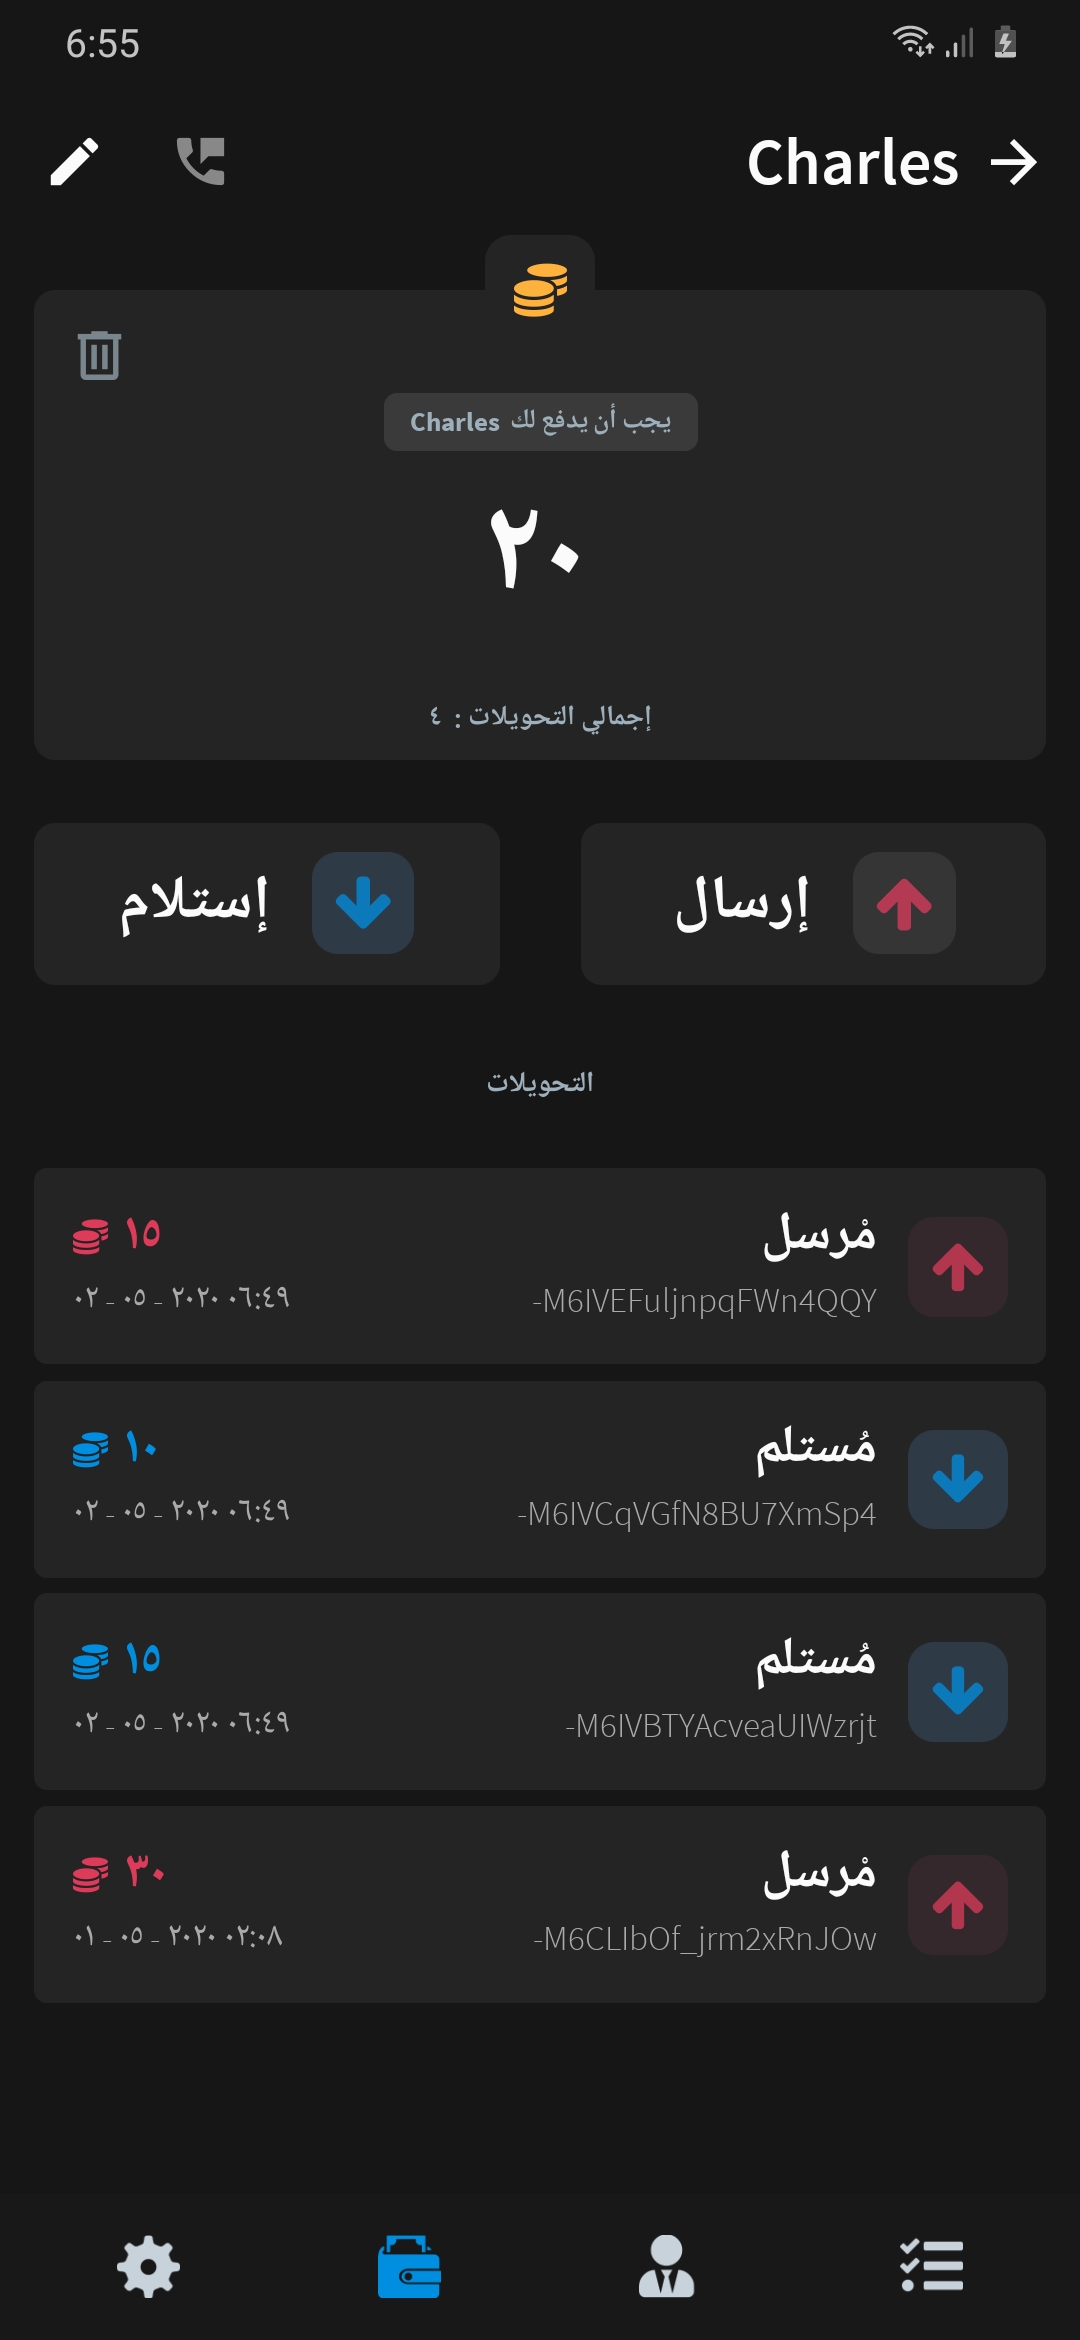 6:55
Charles
يجب أن يدفع لك Charles
٢٠
إجمالي التحويلات : ٤
إرسال
إستلام
التحويلات
مْرسل
١٥
-M6IVEFuljnpqFWn4QQY
٠٢ - ٠٥ - ٢٠٢٠ ٠٦:٤٩
مُستلم
١٠
-M6IVCqVGfN8BU7XmSp4
٠٢ - ٠٥ - ٢٠٢٠ ٠٦:٤٩
مُستلم
١٥
-M6IVBTYAcveaUIWzrjt
٠٢ - ٠٥ - ٢٠٢٠ ٠٦:٤٩
مْرسل
٣٠
-M6CLIbOf_jrm2xRnJOw
٠١ - ٠٥ - ٢٠٢٠ ٠٢:٠٨